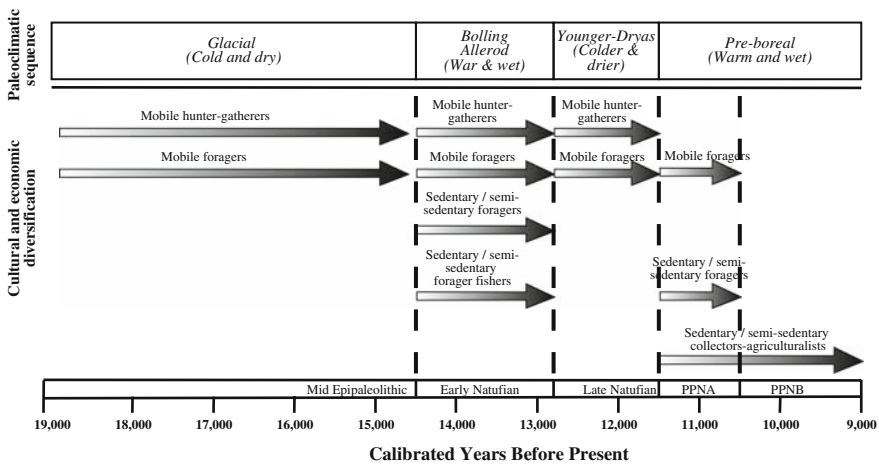 Paleoclimatic
sequence
Glacial
(Cold and dry)
Bolling
Allerod
(War & wet)
Younger-Dryas
(Colder &
drier)
Pre-boreal
(Warm and wet)
Cultural and economic
diversification
Mobile hunter-gatherers
Mobile hunter-
gatherers
Mobile hunter-
gatherers
Mobile foragers
Mobile foragers
Mobile foragers
Mobile foragers
Sedentary / semi-
sedentary foragers
Sedentary / semi-
sedentary
forager fishers
Sedentary / semi-
sedentary foragers
Sedentary / semi-sedentary
collectors-agriculturalists
Mid Epipaleolithic
Early Natufian
Late Natufian
PPNA
PPNB
19,000
18,000
17,000
16,000
15,000
14,000
13,000
12,000
11,000
10,000
9,000
Calibrated Years Before Present